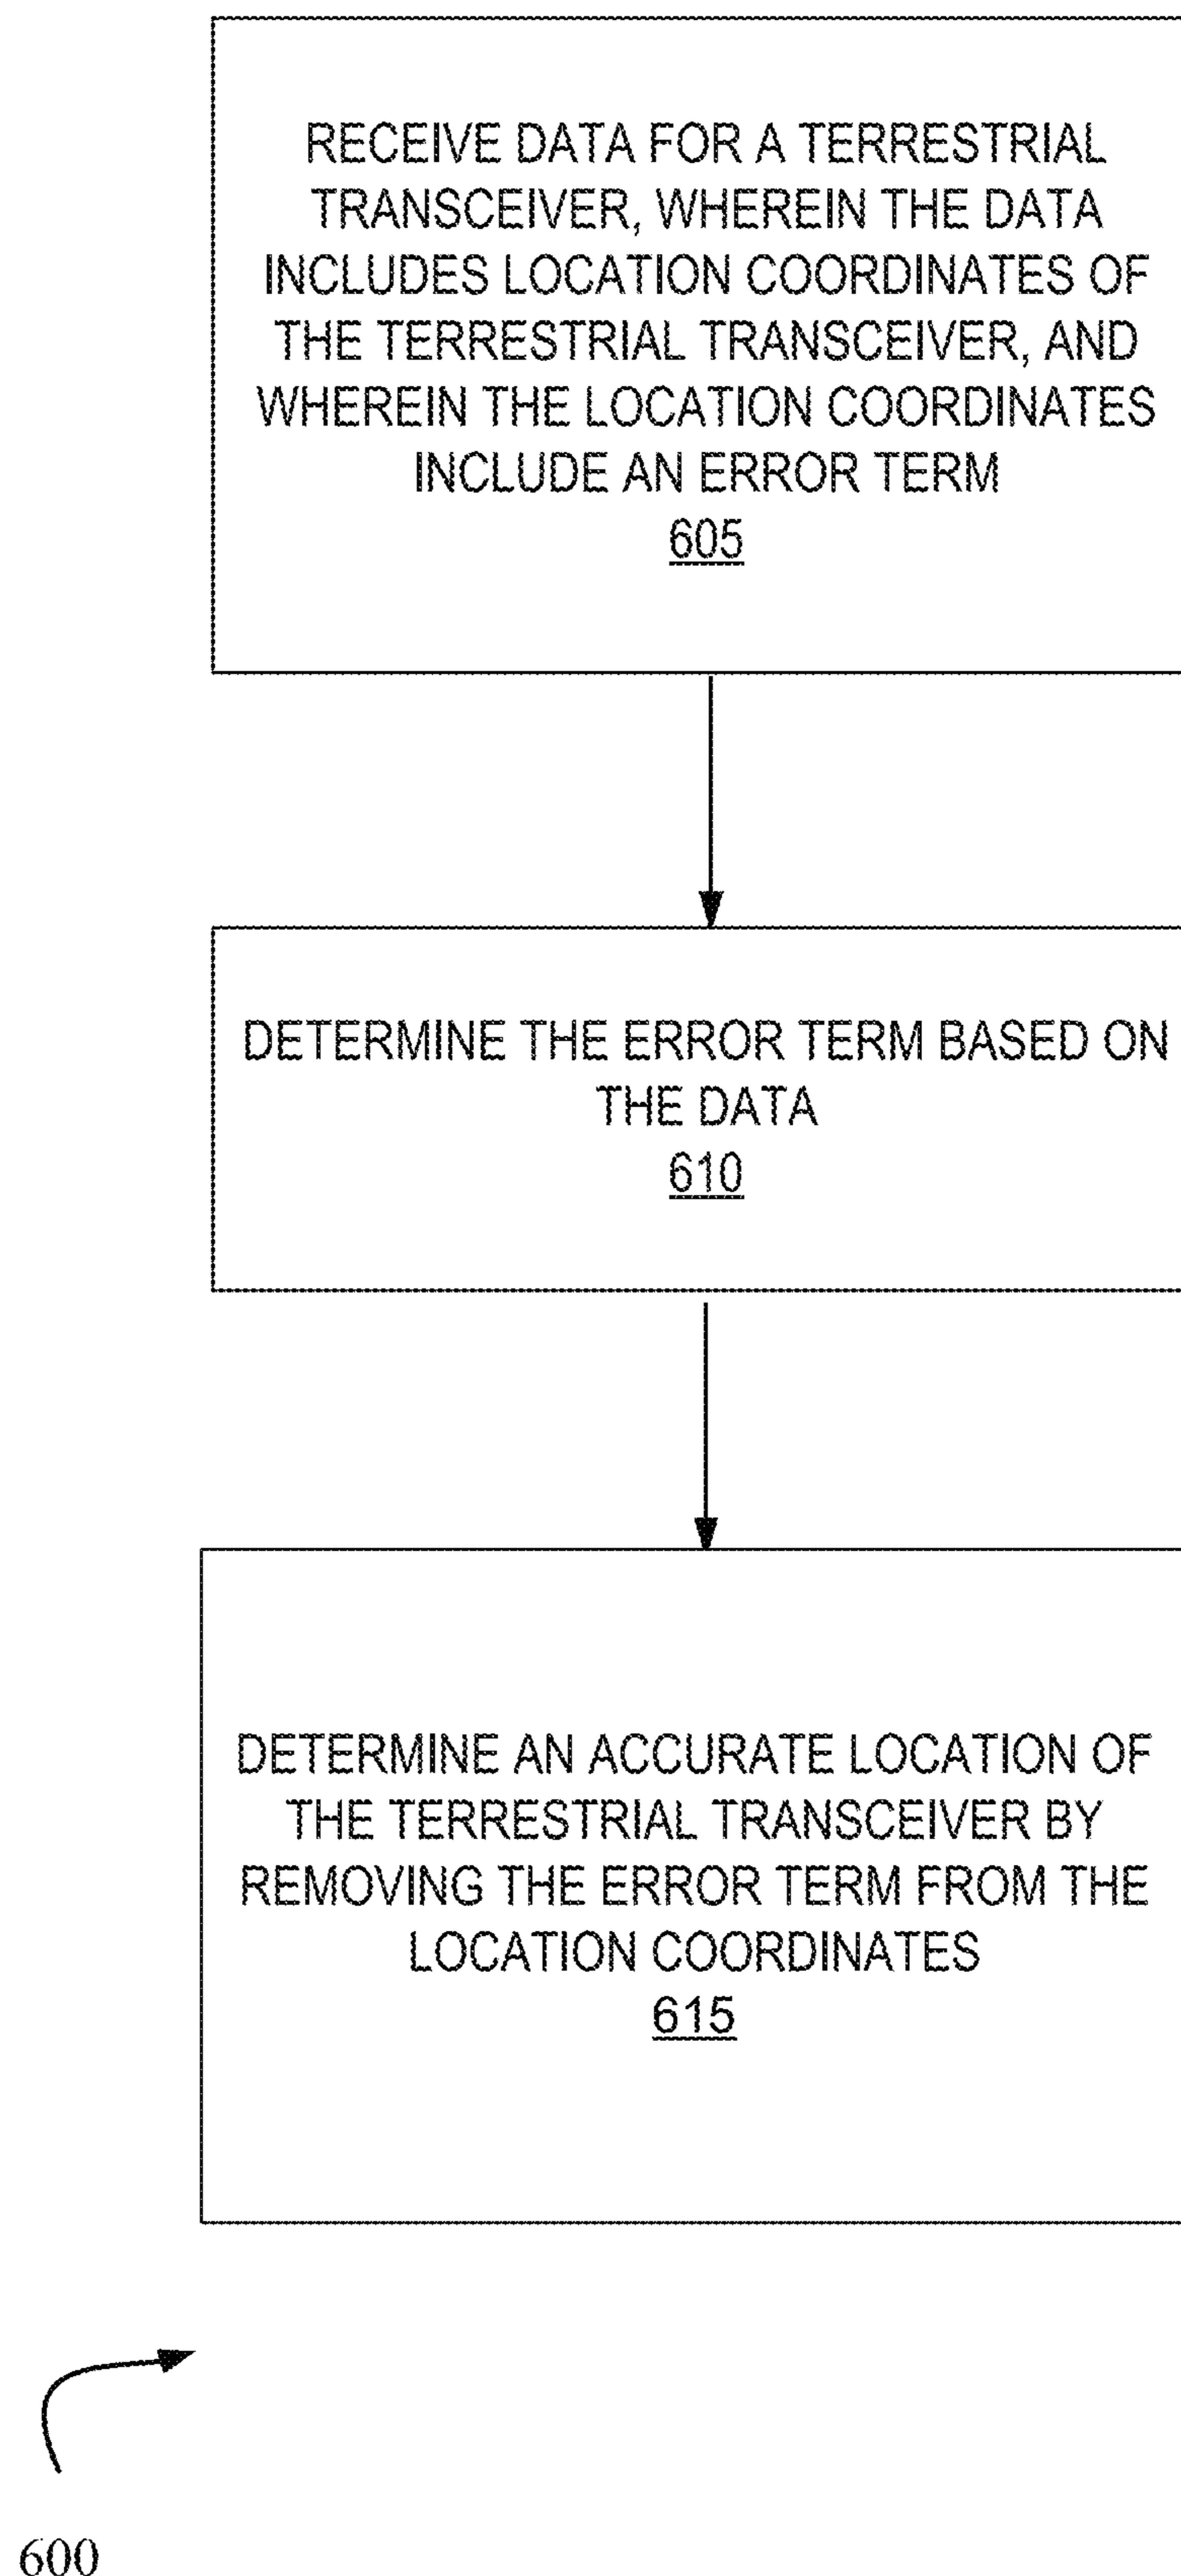 RECEIVE DATA FOR A TERRESTRIAL
TRANSCEIVER, WHEREIN THE DATA
INCLUDES LOCATION COORDINATES OF
THE TERRESTRIAL TRANSCEIVER, AND
WHEREIN THE LOCATION COORDINATES
INCLUDE AN ERROR TERM
605
DETERMINE THE ERROR TERM BASED ON
THE DATA
610
DETERMINE AN ACCURATE LOCATION OF
THE TERRESTRIAL TRANSCEIVER BY
REMOVING THE ERROR TERM FROM THE
LOCATION COORDINATES
615
600